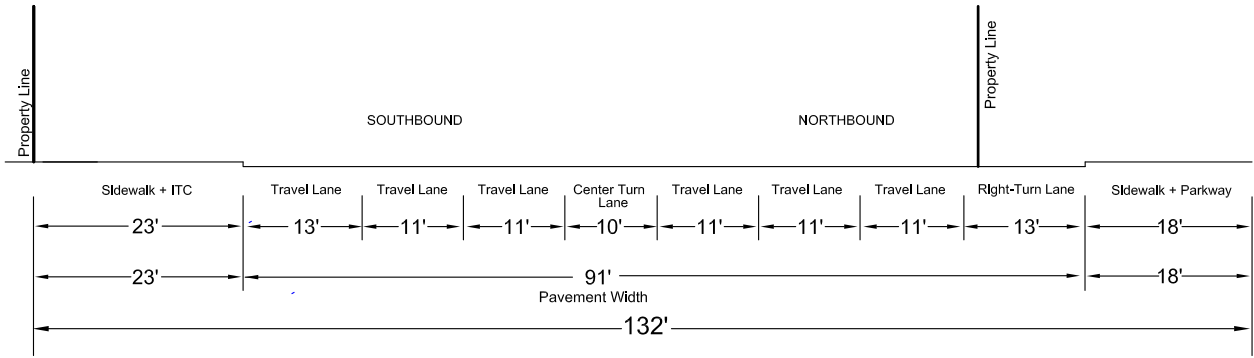 Property Line
Property Line
SOUTHBOUND
NORTHBOUND
Sidewalk + ITC
Travel Lane
Travel Lane
Travel Lane
Center Turn
Lane
Travel Lane
Travel Lane
Travel Lane
Right-Turn Lane
Sidewalk + Parkway
23'
13'
11'
11'
10'
11'
11'
11'
13'
18'
23'
91'
18'
Pavement Width
132'